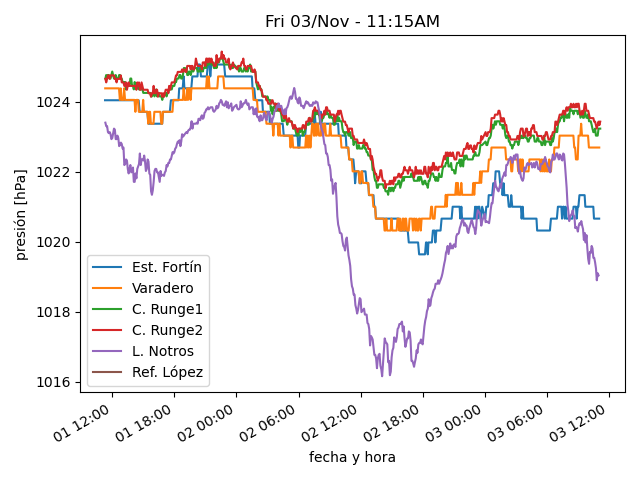 Fri 03/Nov - 11:15AM
presión [hPa]
1024
1022
1020
1018
1016
Est. Fortín
Varadero
C. Runge1
C. Runge2
L. Notros
Ref. López
01 12:00
01 18:00
02 00:00
02 06:00
02 12:00
02 18:00
03 00:00
03 06:00
03 12:00
fecha y hora